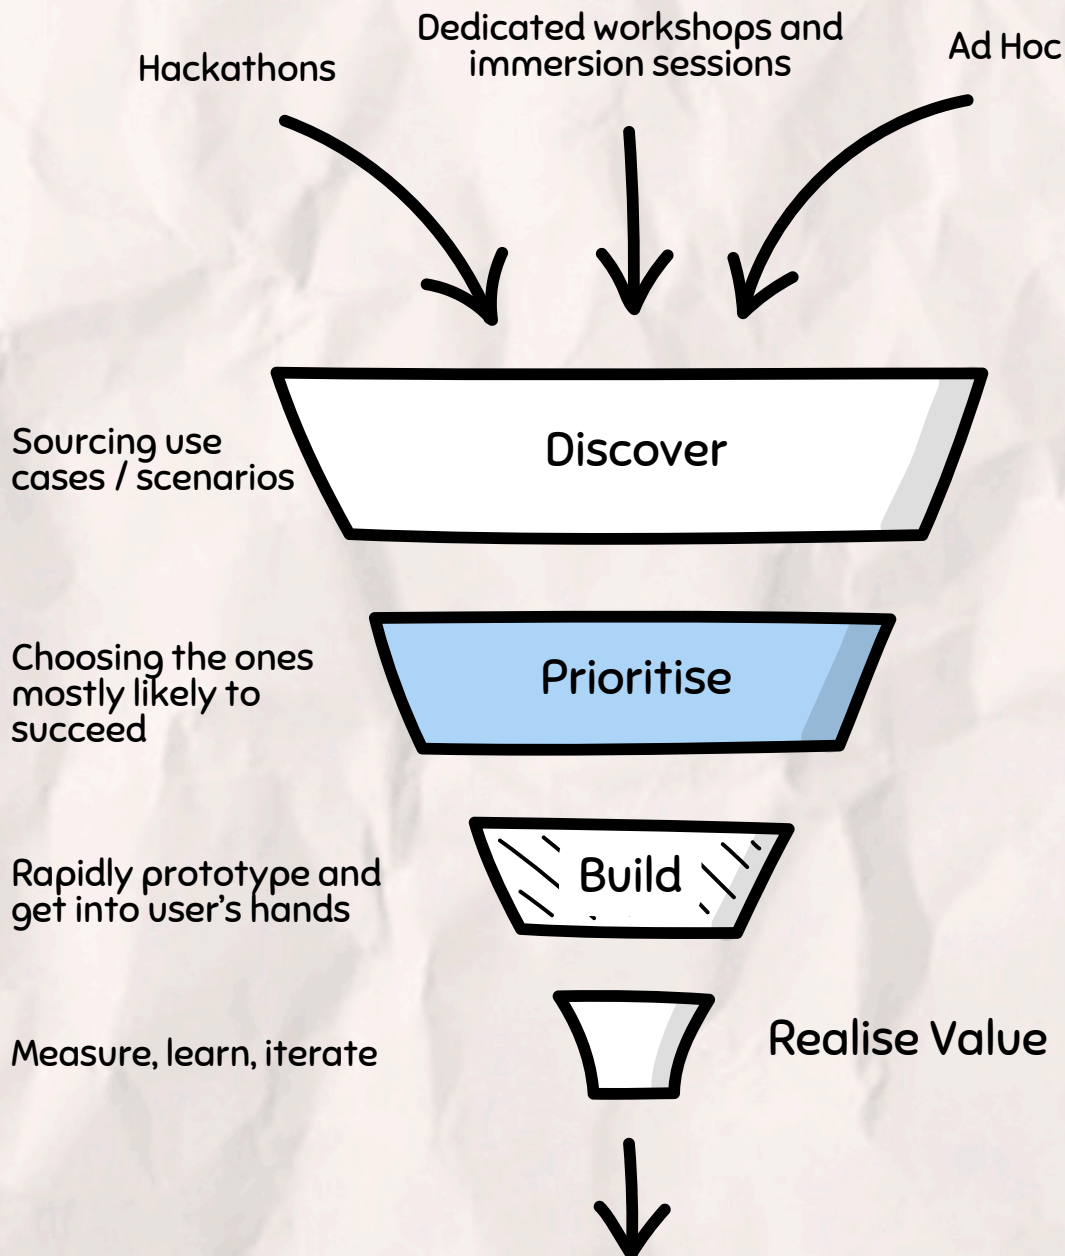 Hackathons
Dedicated workshops and
immersion sessions
Ad Hoc
Sourcing use
cases / scenarios
Discover
Choosing the ones
mostly likely to
succeed
Prioritise
Rapidly prototype and
get into user's hands
Build
Measure, learn, iterate
Realise Value